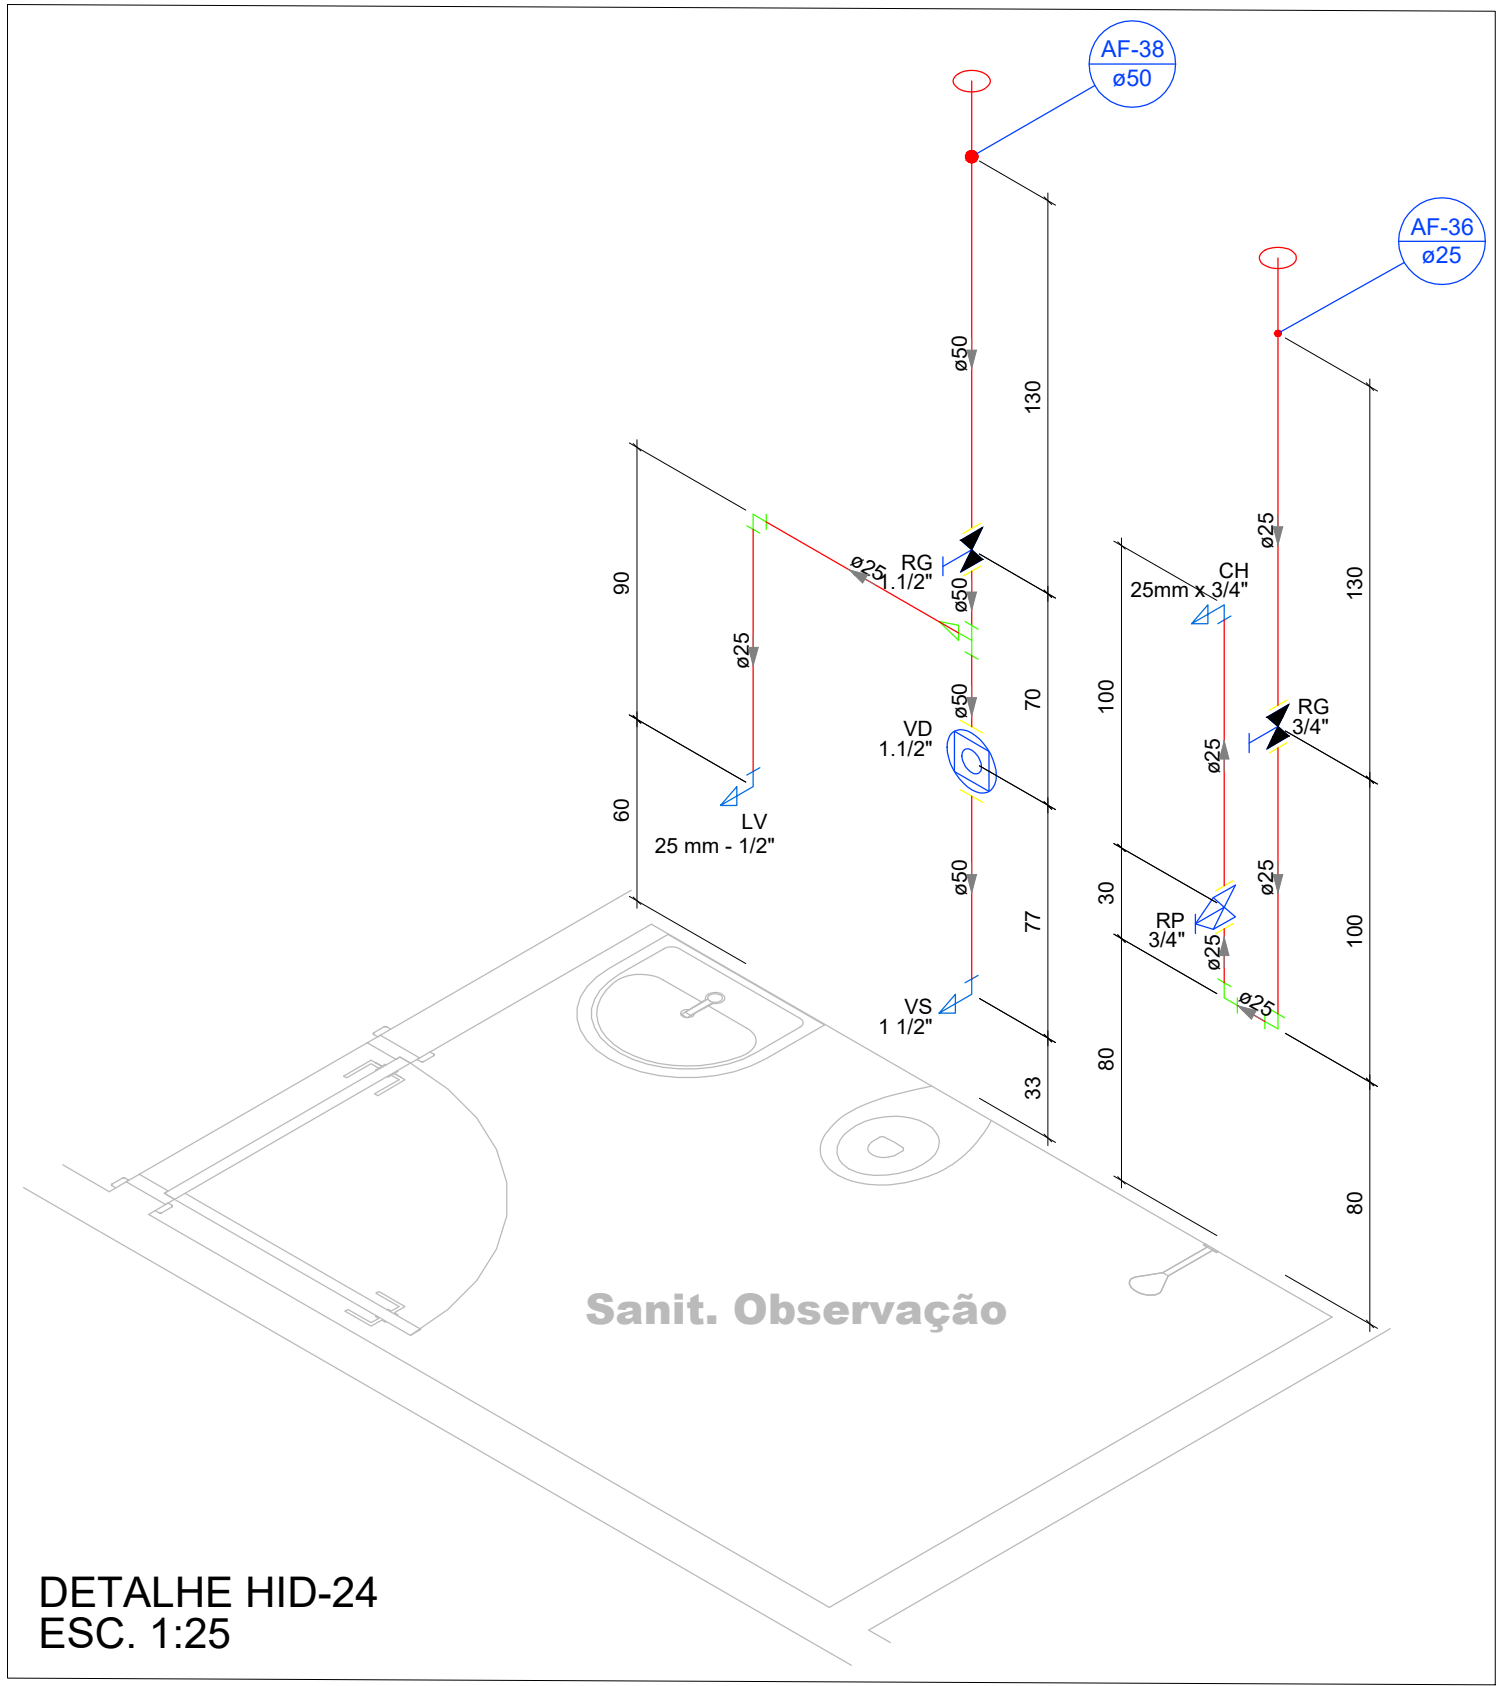 AF-38
ø50
AF-36
ø25
ø50
130
ø25
130
90
ø25
RG
1.1/2"
ø50
CH
25mm x 3/4"
ø25
ø50
70
100
VD
1.1/2"
RG
3/4"
ø25
60
LV
25 mm - 1/2"
ø50
77
30
RP
3/4"
ø25
ø25
100
ø25
VS
1 1/2"
33
80
80
Sanit. Observação
DETALHE HID-24
ESC. 1:25